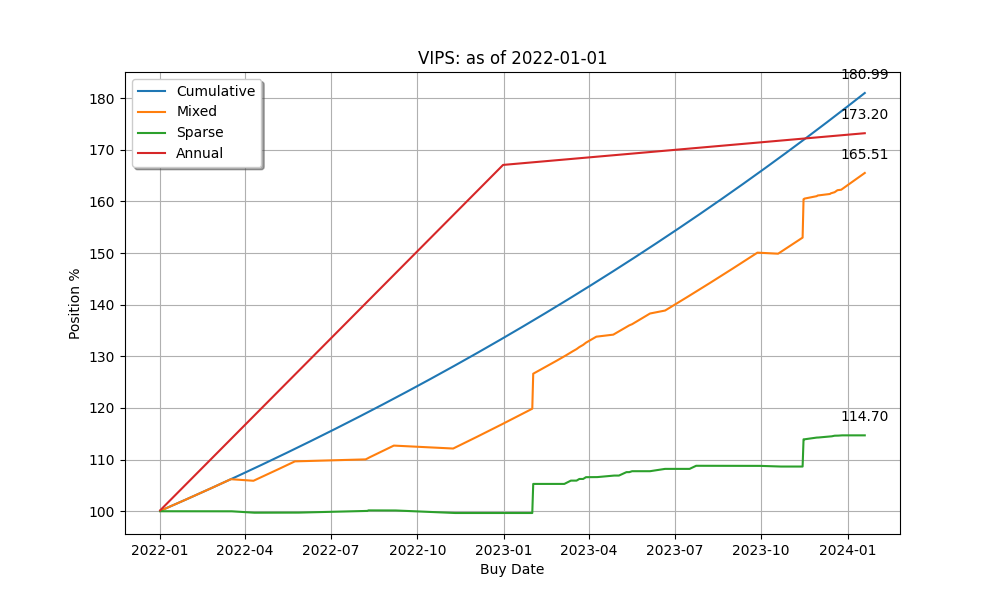 VIPS: as of 2022-01-01
Cumulative
Mixed
Sparse
Annual
180.99
173.20
165.51
114.70
180
170
160
150
140
130
120
110
100
Position %
2022-01 2022-04 2022-07 2022-10 2023-01 2023-04 2023-07 2023-10 2024-01
Buy Date